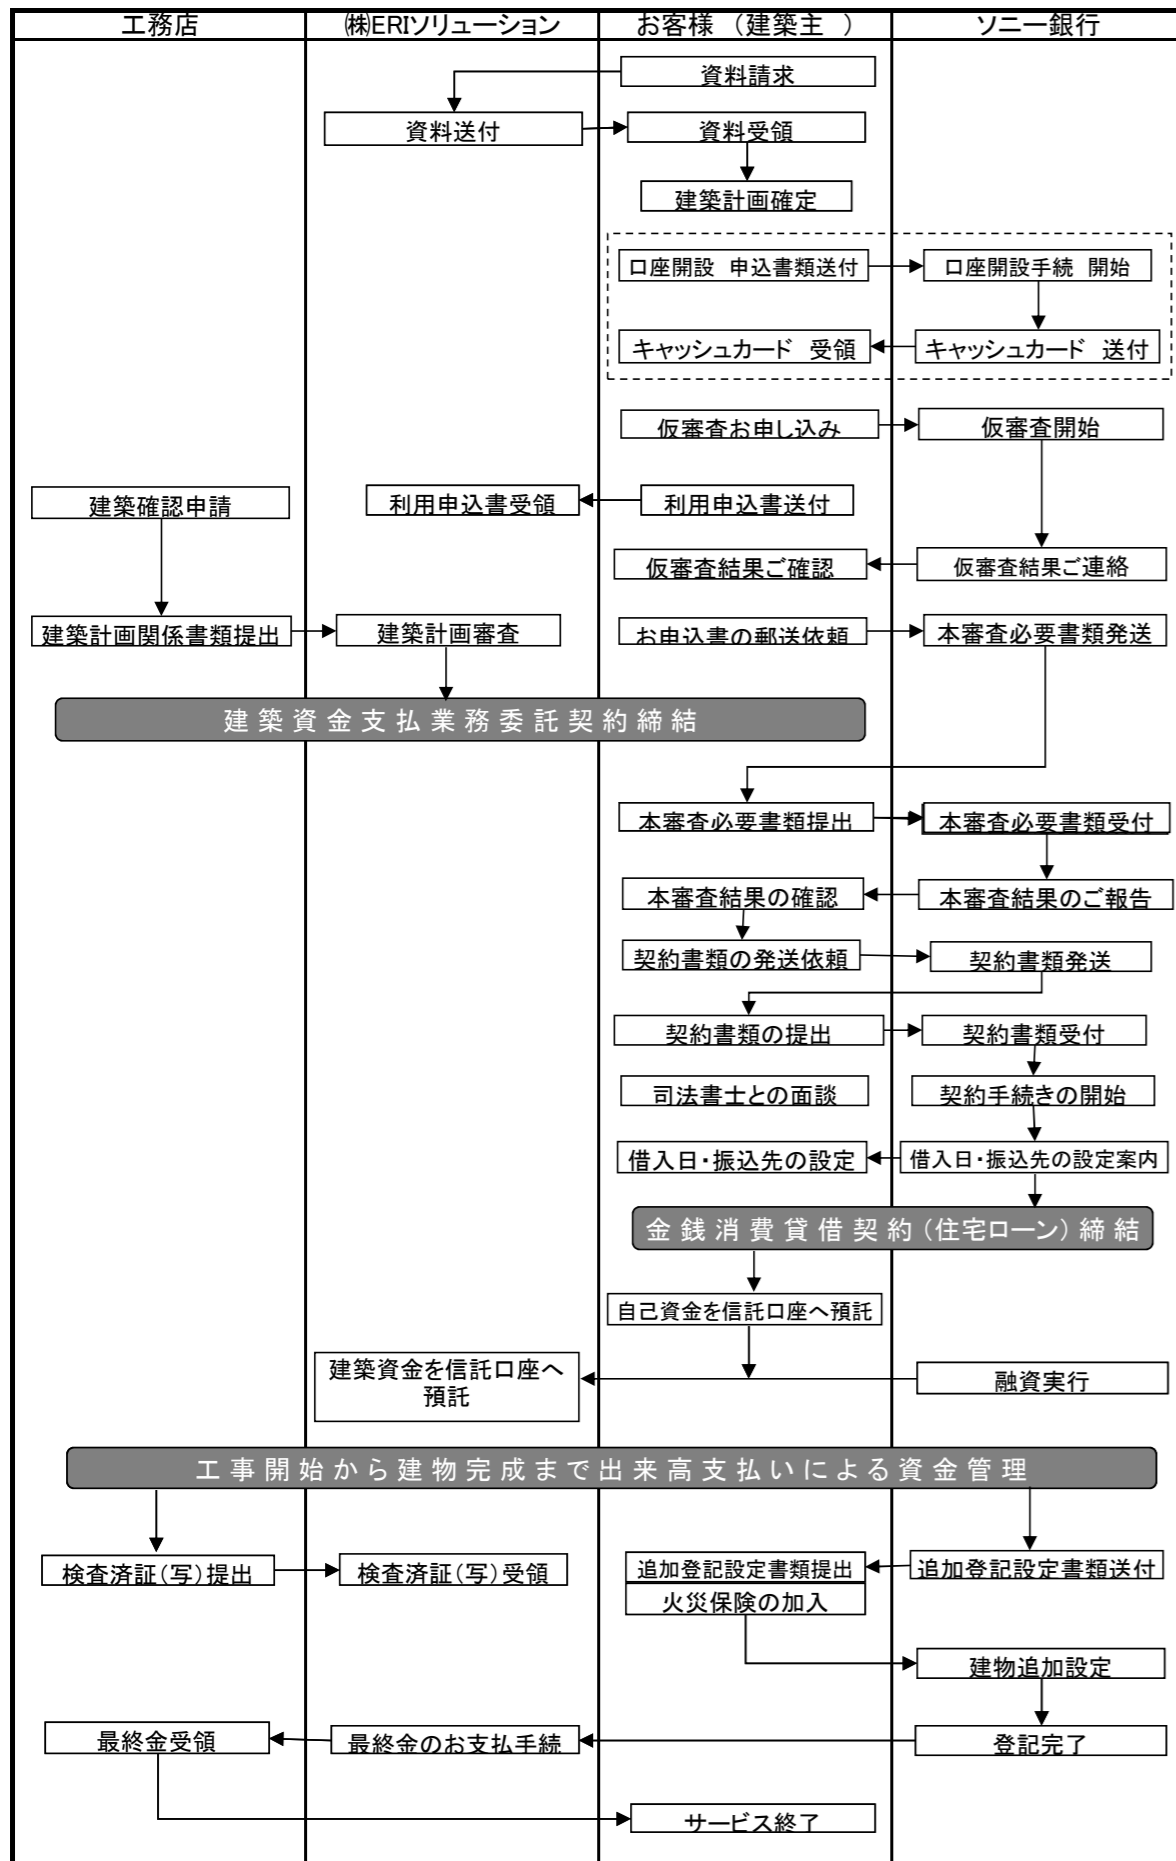 工務店
㈱ERIソリューション
お客様（建築主　）
ソニー銀行
資料請求
資料送付
資料受領
建築計画確定
口座開設　申込書類送付
口座開設手続　開始
キャッシュカード　受領
キャッシュカード　送付
仮審査お申し込み
仮審査開始
建築確認申請
利用申込書受領
利用申込書送付
仮審査結果ご確認
仮審査結果ご連絡
建築計画関係書類提出
建築計画審査
お申込書の郵送依頼
本審査必要書類発送
建築資金支払業務委託契約締結
本審査必要書類提出
本審査必要書類受付
本審査結果の確認
本審査結果のご報告
契約書類の発送依頼
契約書類発送
契約書類の提出
契約書類受付
司法書士との面談
契約手続きの開始
借入日・振込先の設定
借入日・振込先の設定案内
金銭消費貸借契約（住宅ローン）締結
自己資金を信託口座へ預託
建築資金を信託口座へ
預託
融資実行
工事開始から建物完成まで出来高支払いによる資金管理
検査済証（写）提出
検査済証（写）受領
追加登記設定書類提出
追加登記設定書類送付
火災保険の加入
建物追加設定
最終金受領
最終金のお支払手続
登記完了
サービス終了